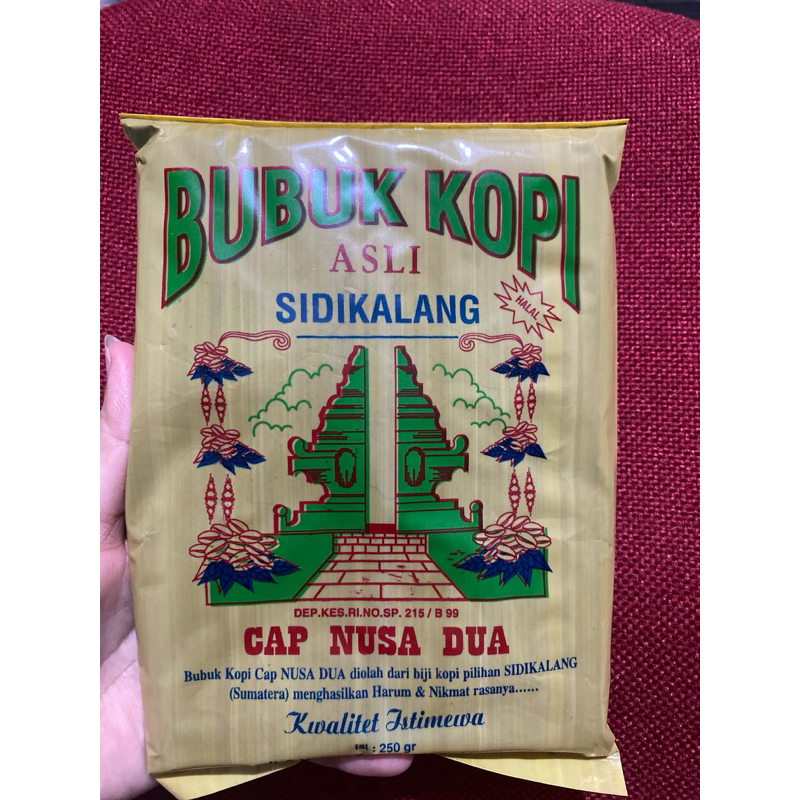 BUBUK KOPI
ASLI
SIDIKALANG
HALAL
DEP.KES.RI.NO.SP. 215 / B 99
CAP NUSA DUA
Bubuk Kopi Cap NUSA DUA diolah dari biji kopi pilihan SIDIKALANG
(Sumatera) menghasilkan Harum & Nikmat rasanya......
Kwalitet Istimewa
: 250 gr